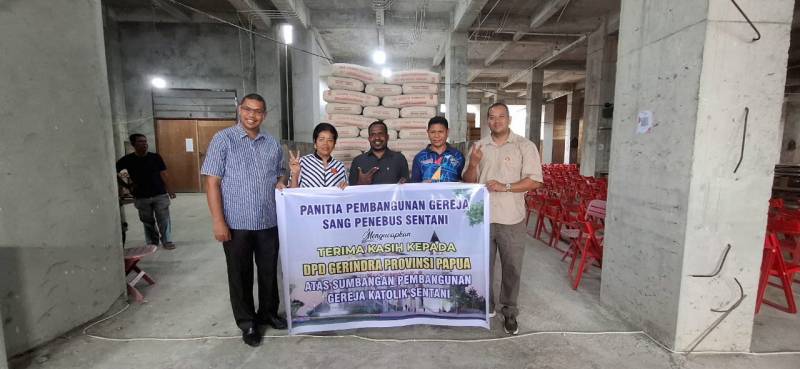 PANITIA PEMBANGUNAN GEREJA
SANG PENEBUS SENTANI
Mengucapkan
TERIMA KASIH KEPADA
DPD GERINDRA PROVINSI PAPUA
ATAS SUMBANGAN PEMBANGUNAN
GEREJA KATOLIK SENTANI